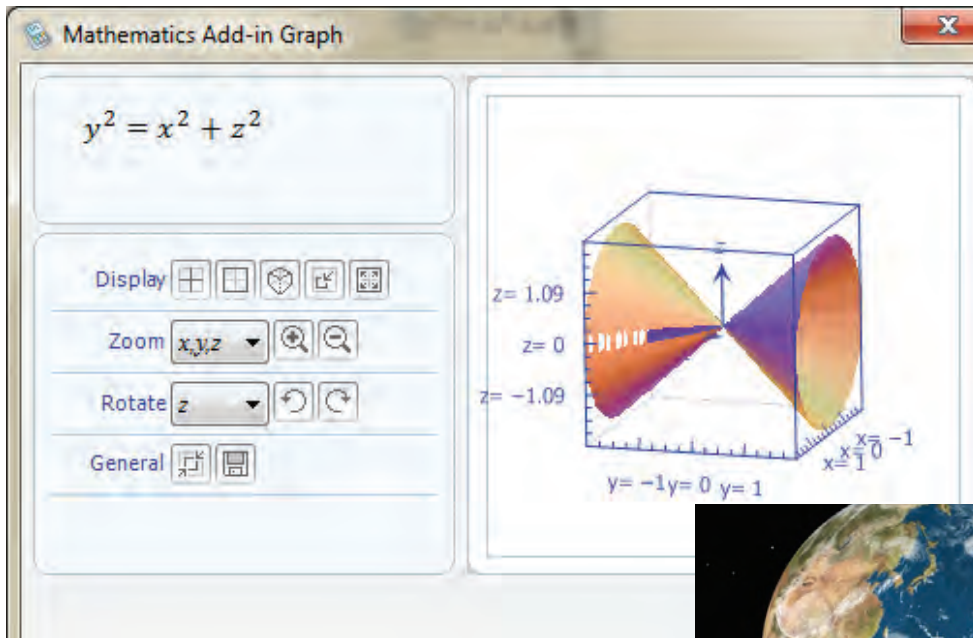 Mathematics Add-in Graph
y² = x² + z²
Display
Zoom x,y,z
Rotate z
General
z
z= 1.09
z= 0
z= −1.09
y= −1 y= 0 y= 1
x= 1 x= 0 x= −1